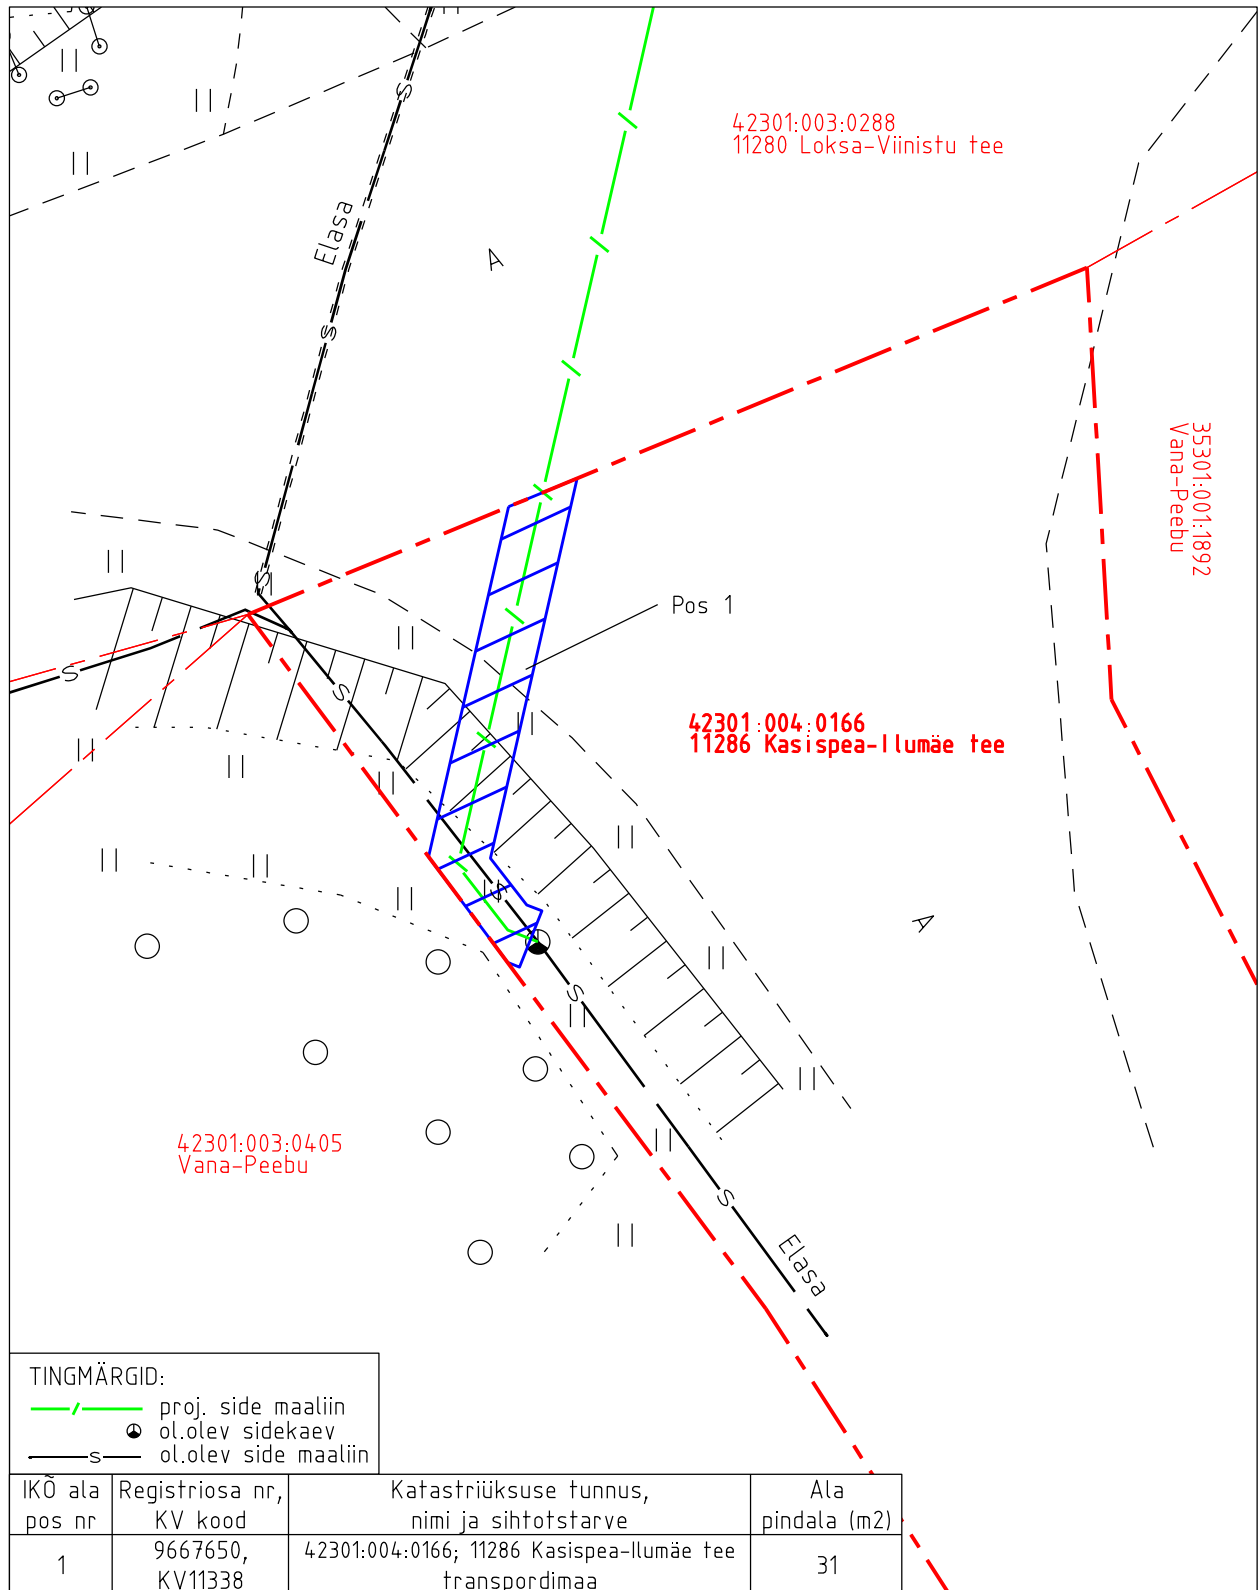 42301:003:0288
11280 Loksa-Viinistu tee
Elasa
A
35301:001:1892
Vana-Peebu
S
S
S
Pos 1
S
S
42301:004:0166
11286 Kasispea-Ilumäe tee
S
A
S
42301:003:0405
Vana-Peebu
S
Elasa
TINGMÄRGID:
proj. side maaliin
ol.olev sidekaev
S ol.olev side maaliin
IKÕ ala pos nr
Registriosa nr, KV kood
Katastriüksuse tunnus, nimi ja sihtotstarve
Ala pindala (m2)
1
9667650, KV11338
42301:004:0166; 11286 Kasispea-Ilumäe tee transpordimaa
31